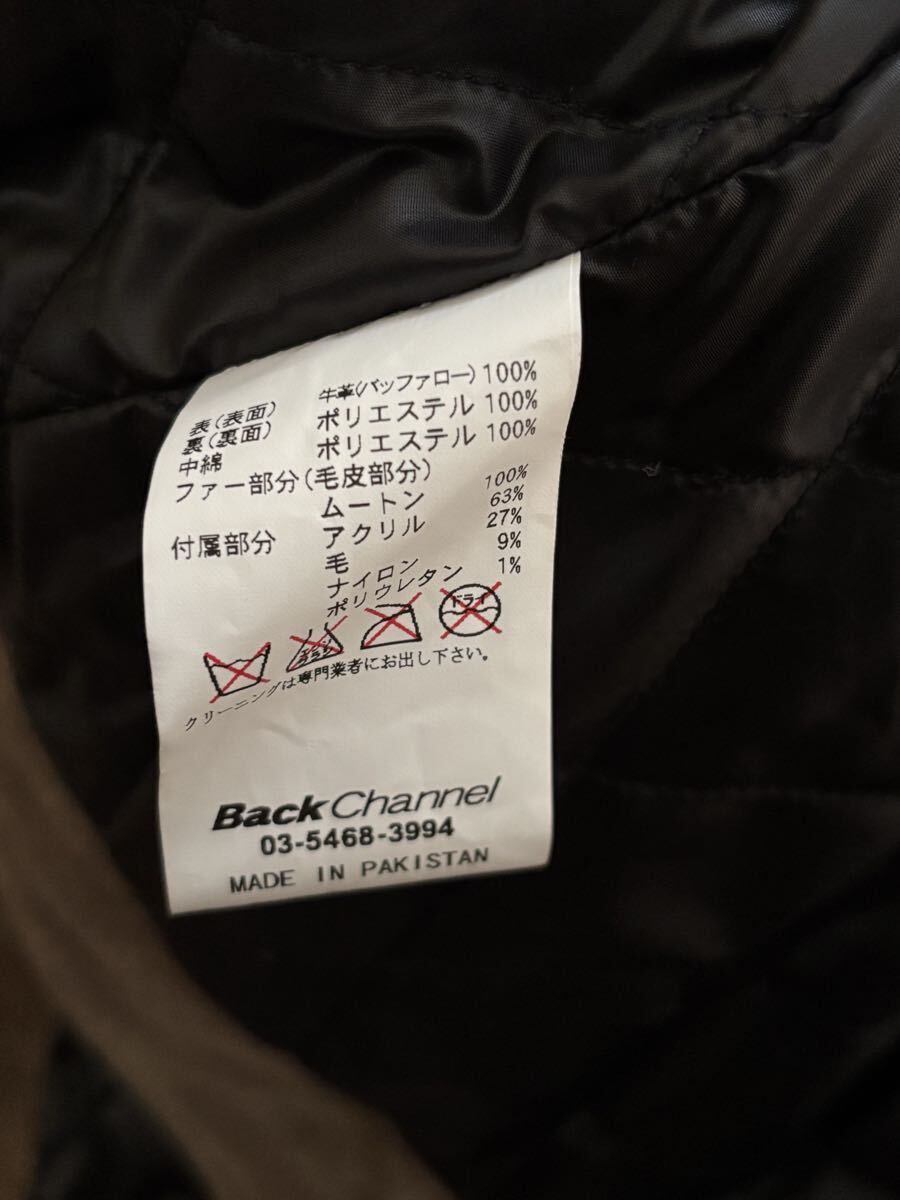 表(表面) 牛革(バッファロー) 100%
裏(裏面) ポリエステル 100%
中綿 ポリエステル 100%
ファー部分(毛皮部分)
ムートン 100%
付属部分 アクリル 63%
毛 27%
ナイロン 9%
ポリウレタン 1%
エンソ
ドライ
クリーニングは専門業者にお出し下さい。
Back Channel
03-5468-3994
MADE IN PAKISTAN